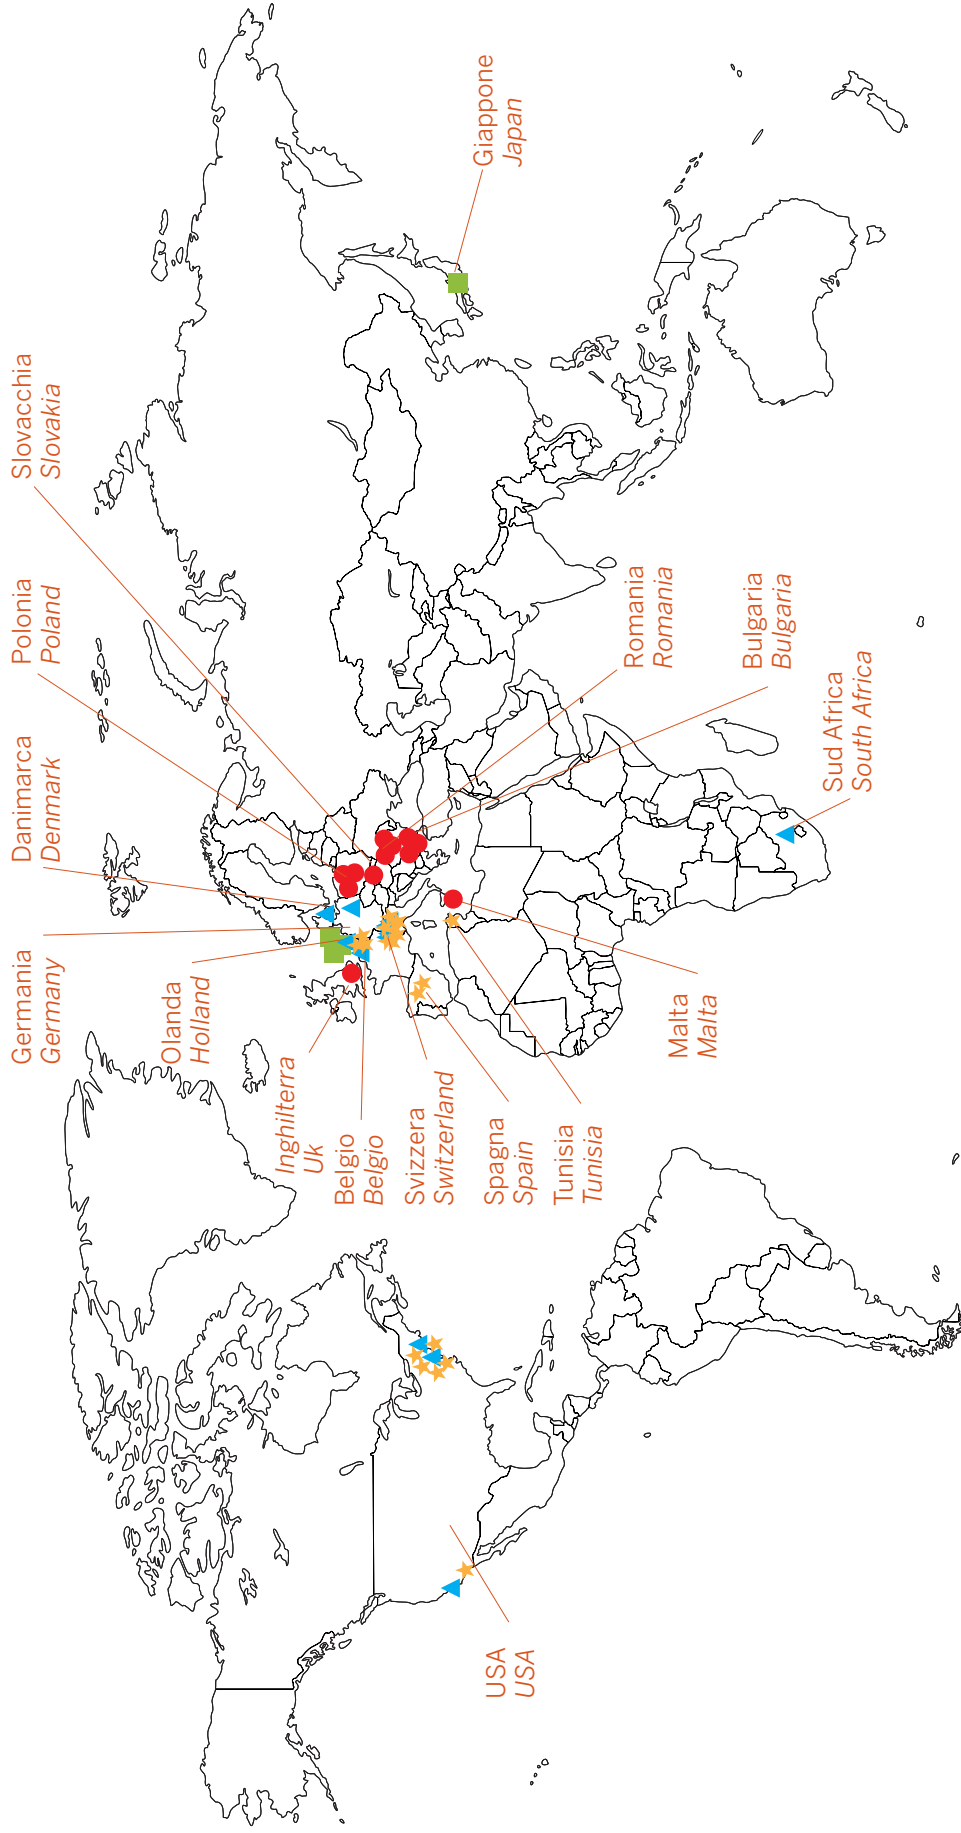 Germania
Germany
Danimarca
Denmark
Polonia
Poland
Slovacchia
Slovakia
Olanda
Holland
Inghilterra
Uk
Belgio
Belgio
Svizzera
Switzerland
Spagna
Spain
Tunisia
Tunisia
Malta
Malta
Romania
Romania
Bulgaria
Bulgaria
Sud Africa
South Africa
Giappone
Japan
USA
USA